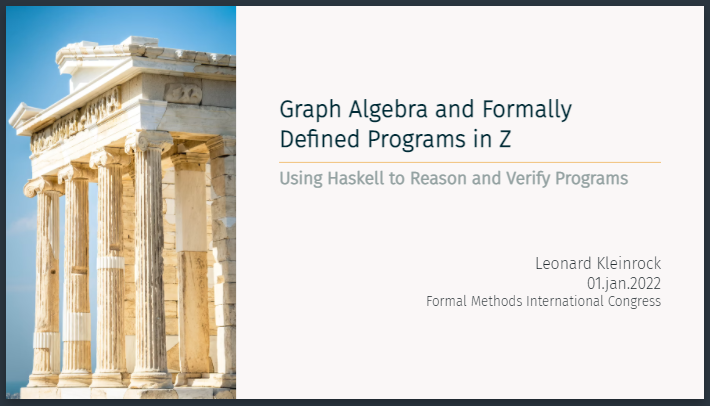 Graph Algebra and Formally
Defined Programs in Z
Using Haskell to Reason and Verify Programs
Leonard Kleinrock
01.jan.2022
Formal Methods International Congress